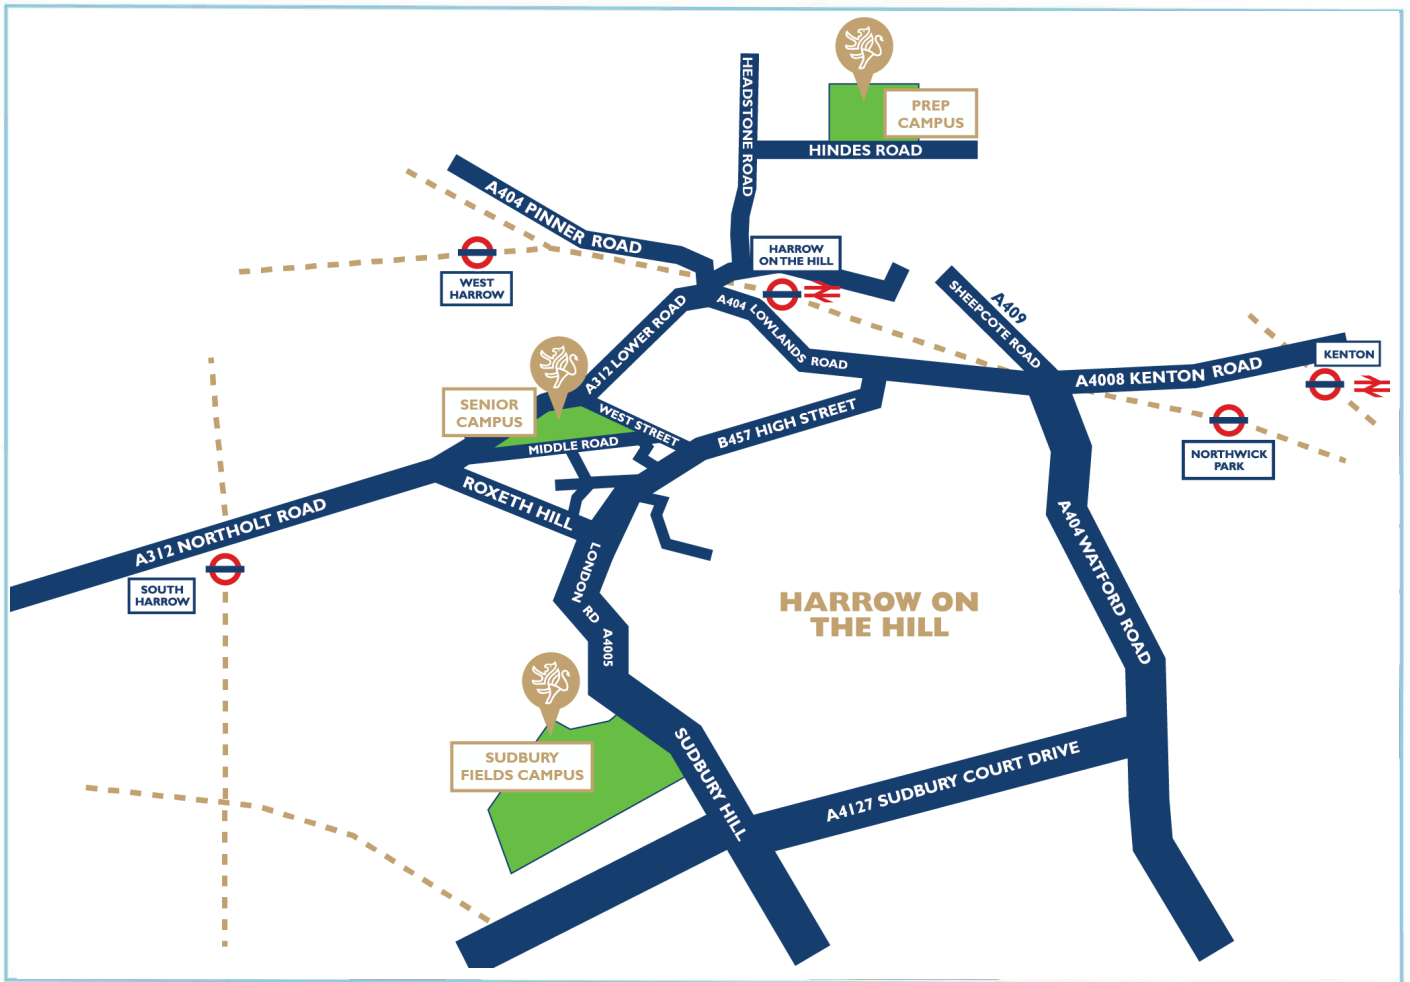 HEADSTONE ROAD
PREP
CAMPUS
HINDES ROAD
A404 PINNER ROAD
HARROW
ON THE HILL
WEST
HARROW
A404 LOWLANDS ROAD
A409
SHEEPCOTE ROAD
A312 LOWER ROAD
KENTON
A4008 KENTON ROAD
SENIOR
CAMPUS
WEST STREET
B457 HIGH STREET
MIDDLE ROAD
NORTHWICK
PARK
ROXETH HILL
A312 NORTHOLT ROAD
SOUTH
HARROW
LONDON RD A4005
HARROW ON
THE HILL
A404 WATFORD ROAD
SUDBURY
FIELDS CAMPUS
SUDBURY HILL
A4127 SUDBURY COURT DRIVE